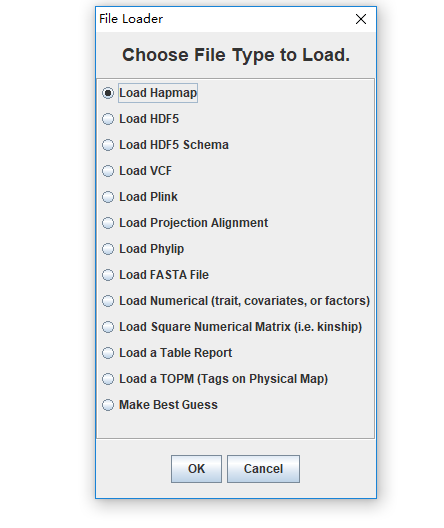 File Loader
Choose File Type to Load.
Load Hapmap
Load HDF5
Load HDF5 Schema
Load VCF
Load Plink
Load Projection Alignment
Load Phylip
Load FASTA File
Load Numerical (trait, covariates, or factors)
Load Square Numerical Matrix (i.e. kinship)
Load a Table Report
Load a TOPM (Tags on Physical Map)
Make Best Guess
OK Cancel